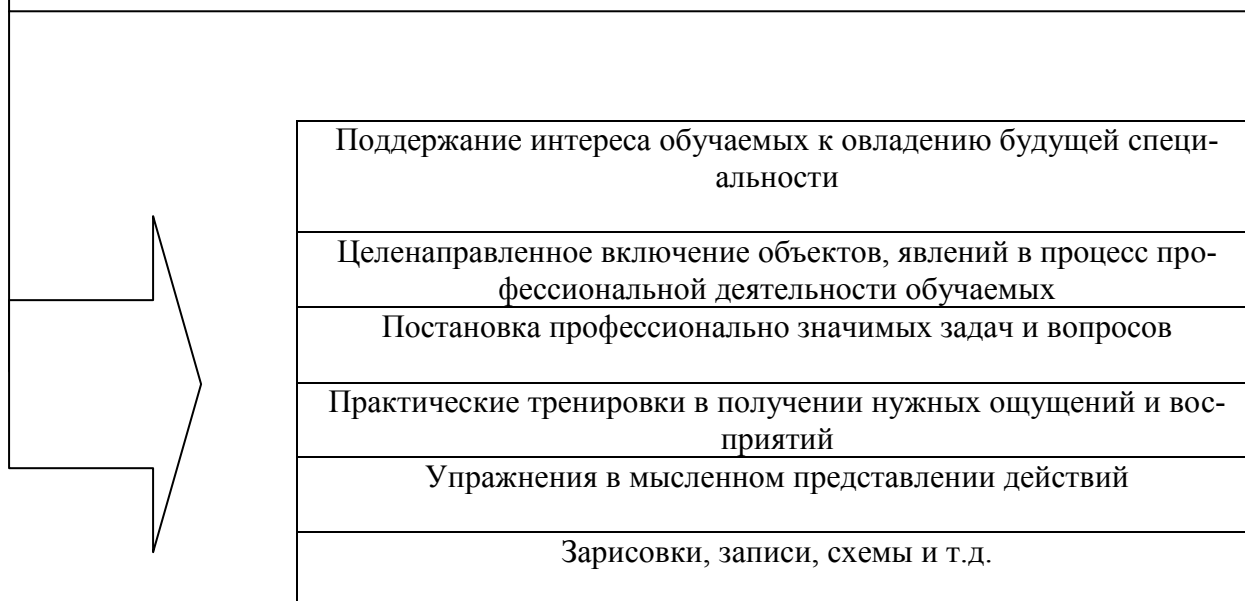 Поддержание интереса обучаемых к овладению будущей специ-
альности
Целенаправленное включение объектов, явлений в процесс про-
фессиональной деятельности обучаемых
Постановка профессионально значимых задач и вопросов
Практические тренировки в получении нужных ощущений и вос-
приятий
Упражнения в мысленном представлении действий
Зарисовки, записи, схемы и т.д.